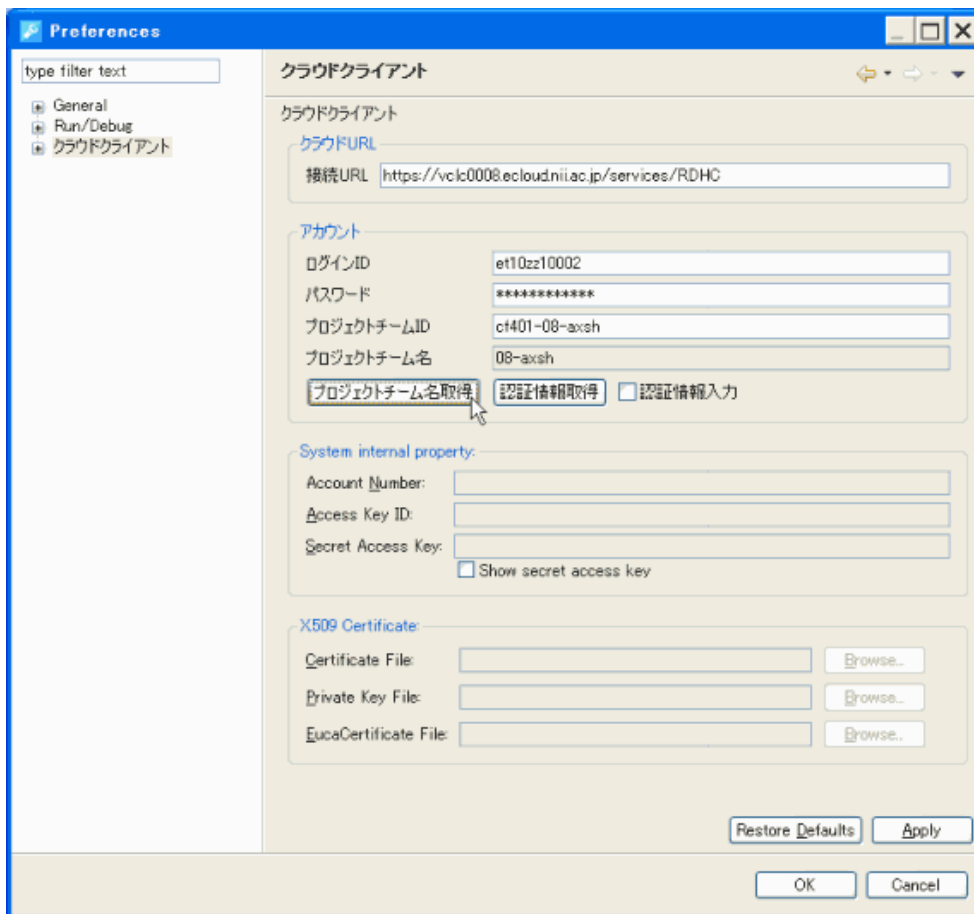 Preferences
type filter text
General
Run/Debug
クラウドクライアント
クラウドクライアント
クラウドクライアント
クラウドURL
接続URL https://vclc0008.ecloud.nii.ac.jp/services/RDHC
アカウント
ログインID et10zz10002
パスワード ************
プロジェクトチームID cf401-08-axsh
プロジェクトチーム名 08-axsh
プロジェクトチーム名取得 認証情報取得 認証情報入力
System internal property:
Account Number:
Access Key ID:
Secret Access Key:
Show secret access key
X509 Certificate:
Certificate File: Browse...
Private Key File: Browse...
EucaCertificate File: Browse...
Restore Defaults Apply
OK Cancel